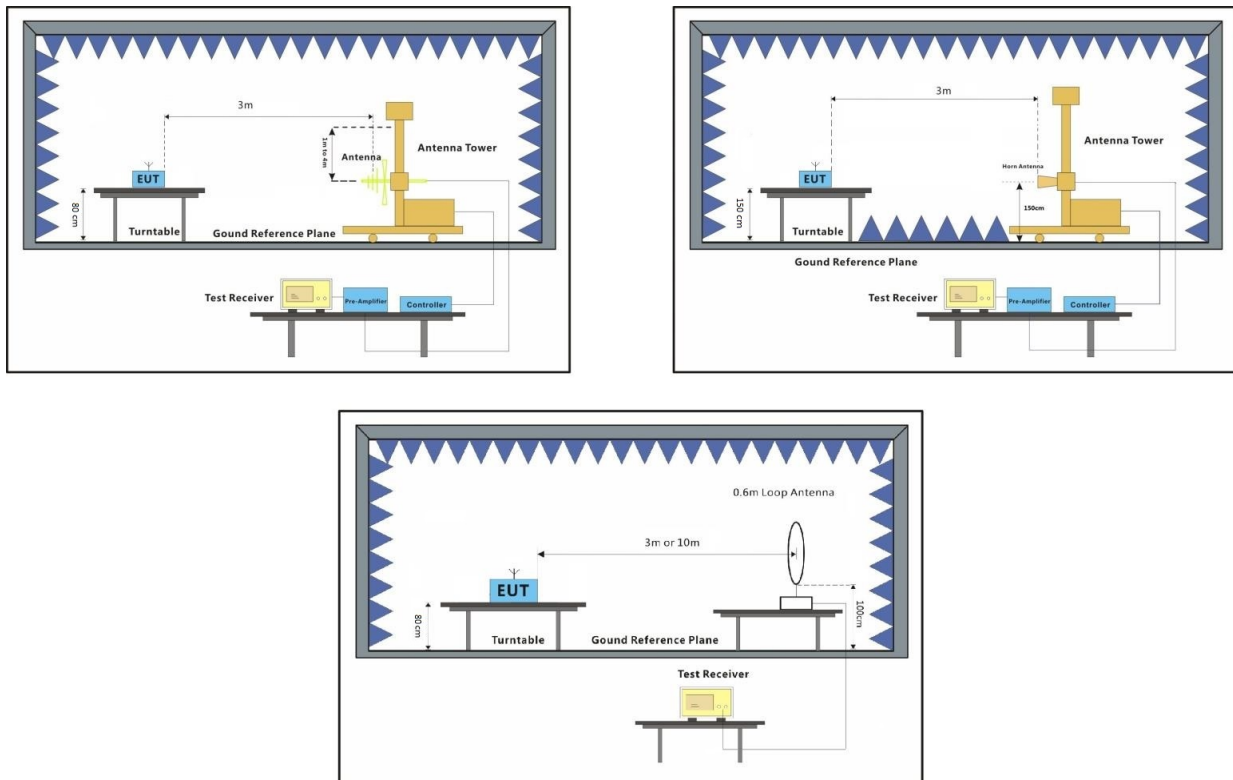 3m
1m to 4m
Antenna
Antenna Tower
EUT
80 cm
Turntable
Gound Reference Plane
Test Receiver
Pre-Amplifier
Controller
3m
Horn Antenna
Antenna Tower
EUT
150 cm
150cm
Turntable
Gound Reference Plane
Test Receiver
Pre-Amplifier
Controller
0.6m Loop Antenna
3m or 10m
EUT
80cm
100cm
Turntable
Gound Reference Plane
Test Receiver